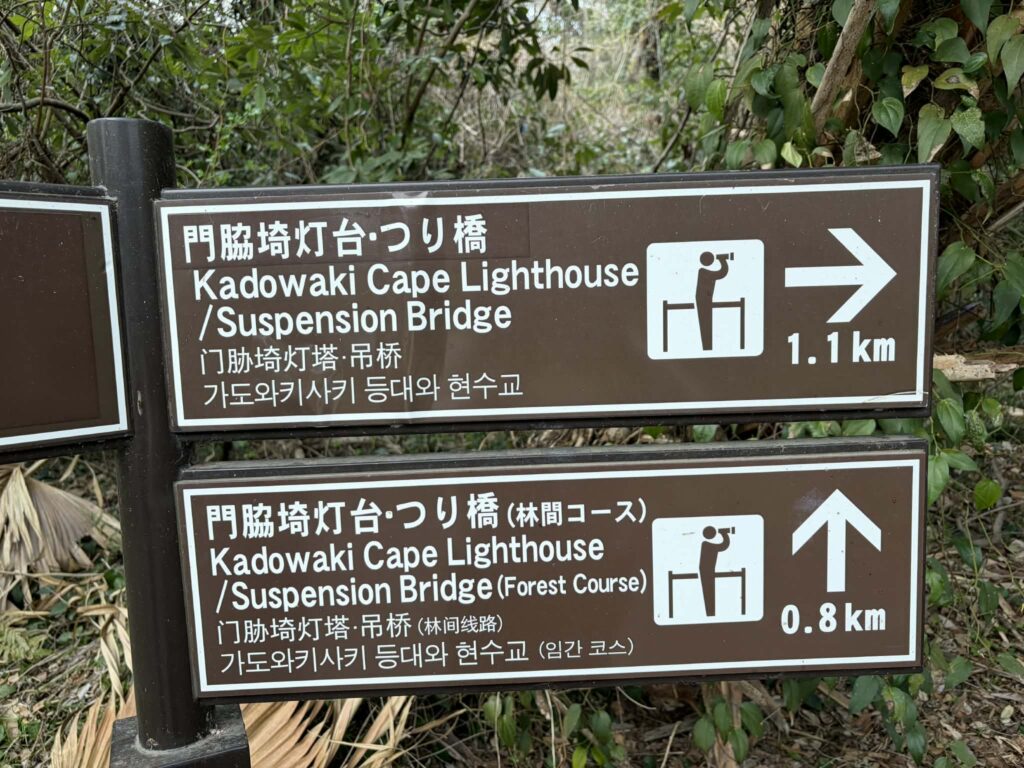 門脇埼灯台・つり橋
Kadowaki Cape Lighthouse
/Suspension Bridge
门胁埼灯塔·吊桥
가도와키사키 등대와 현수교
1.1km
門脇埼灯台・つり橋(林間コース)
Kadowaki Cape Lighthouse
/Suspension Bridge(Forest Course)
门胁埼灯塔·吊桥(林间线路)
가도와키사키 등대와 현수교 (임간 코스)
0.8km